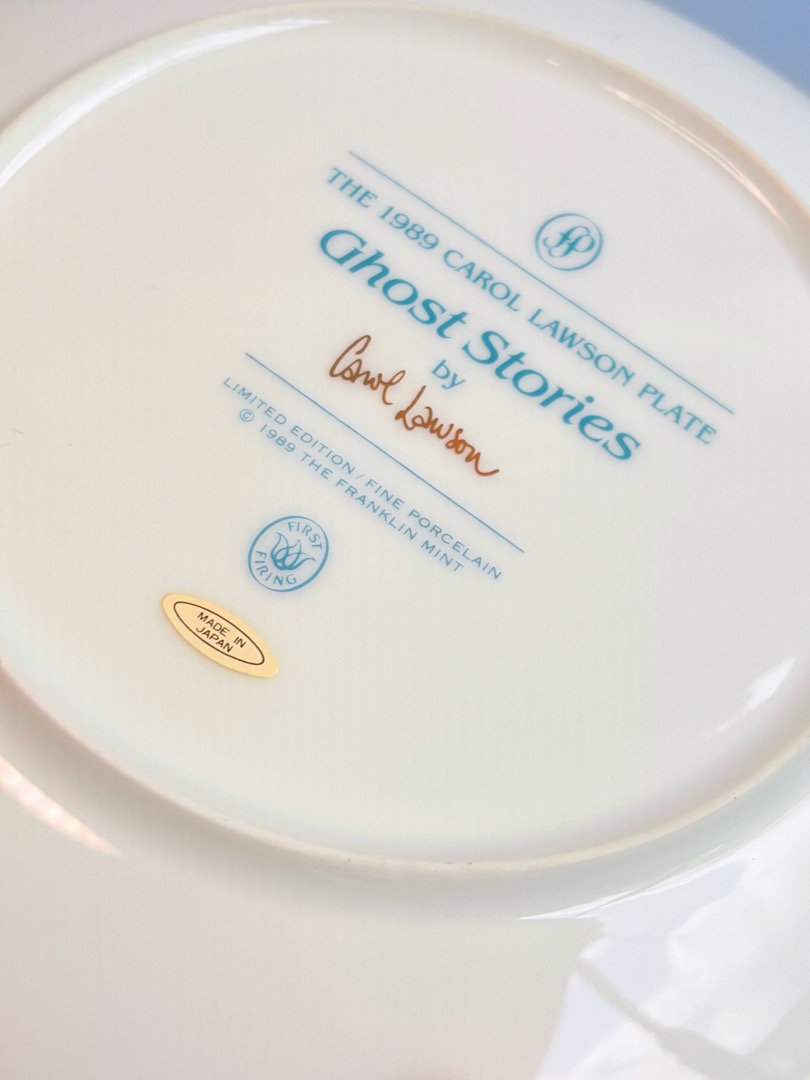 THE 1989 CAROL LAWSON PLATE
Ghost Stories
by
Carol Lawson
LIMITED EDITION / FINE PORCELAIN
© 1989 THE FRANKLIN MINT
FIRST
FIRING
MADE IN
JAPAN